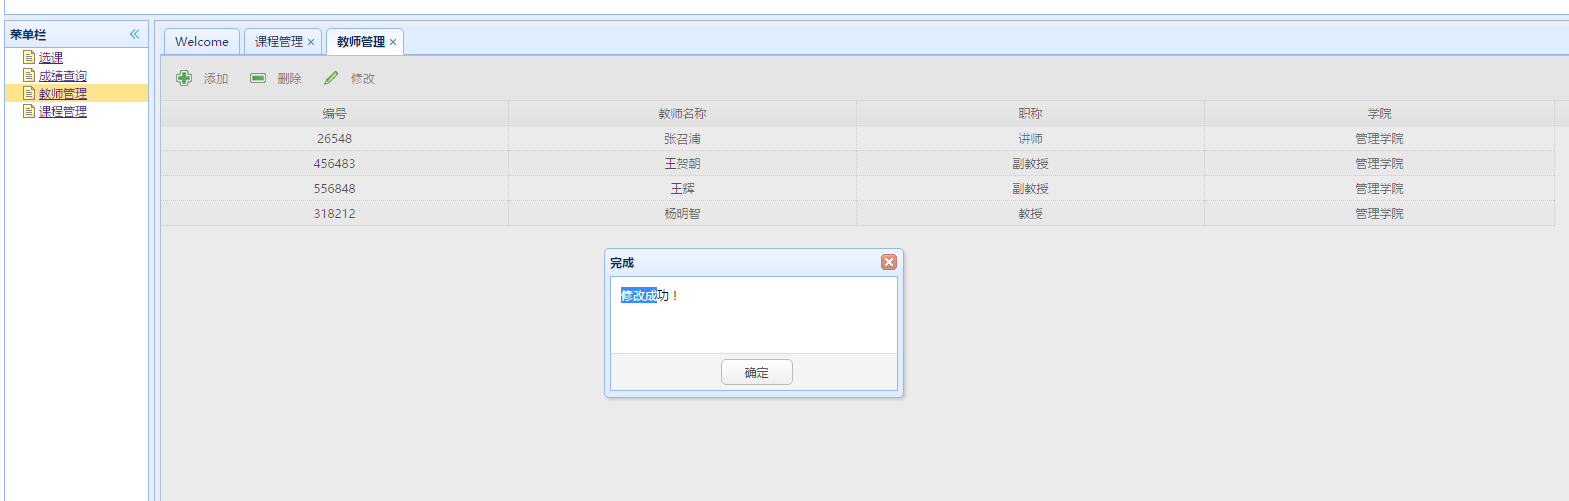 菜单栏
选课
成绩查询
教师管理
课程管理
Welcome 课程管理 教师管理
添加 删除 修改
编号 教师名称 职称 学院
26548 张召浦 讲师 管理学院
456483 王贺朝 副教授 管理学院
556848 王辉 副教授 管理学院
318212 杨明智 教授 管理学院
完成
修改成功！
确定